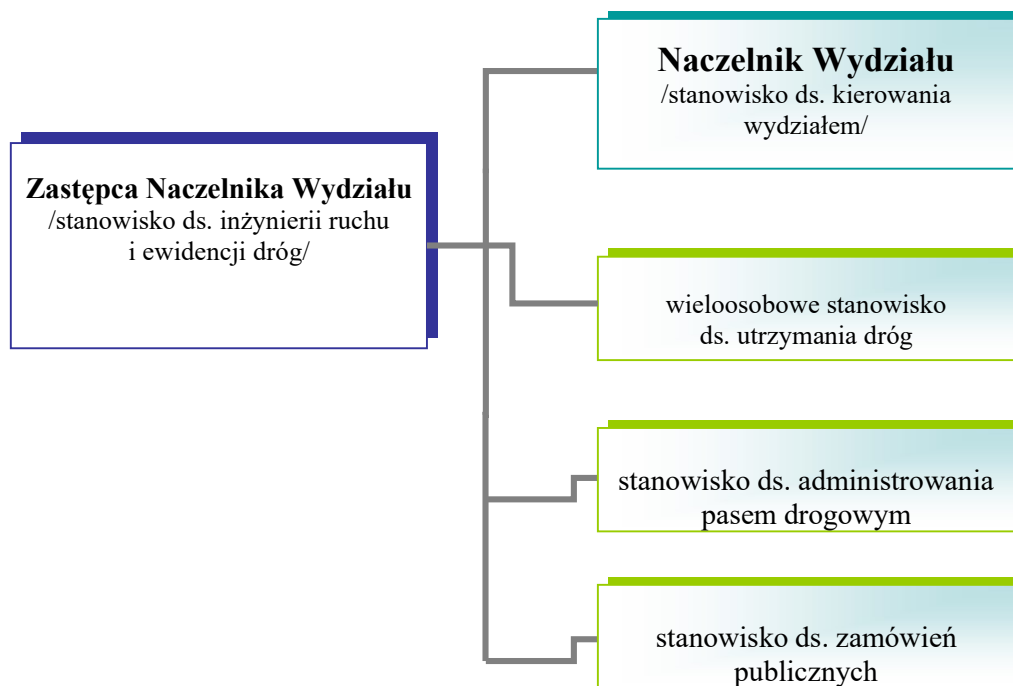 Naczelnik Wydziału
/stanowisko ds. kierowania
wydziałem/
Zastępca Naczelnika Wydziału
/stanowisko ds. inżynierii ruchu
i ewidencji dróg/
wieloosobowe stanowisko
ds. utrzymania dróg
stanowisko ds. administrowania
pasem drogowym
stanowisko ds. zamówień
publicznych